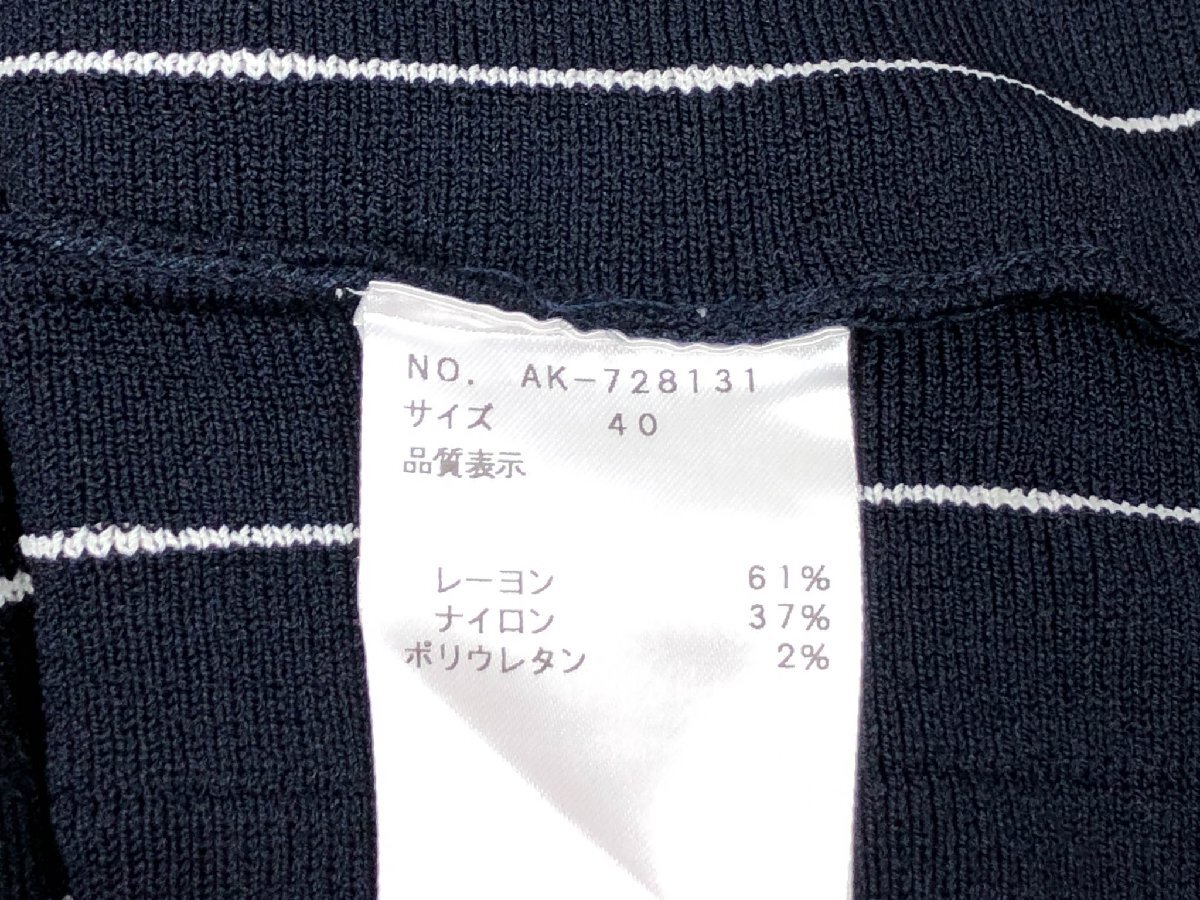 NO. AK-728131
サイズ 40
品質表示
レーヨン 61%
ナイロン 37%
ポリウレタン 2%